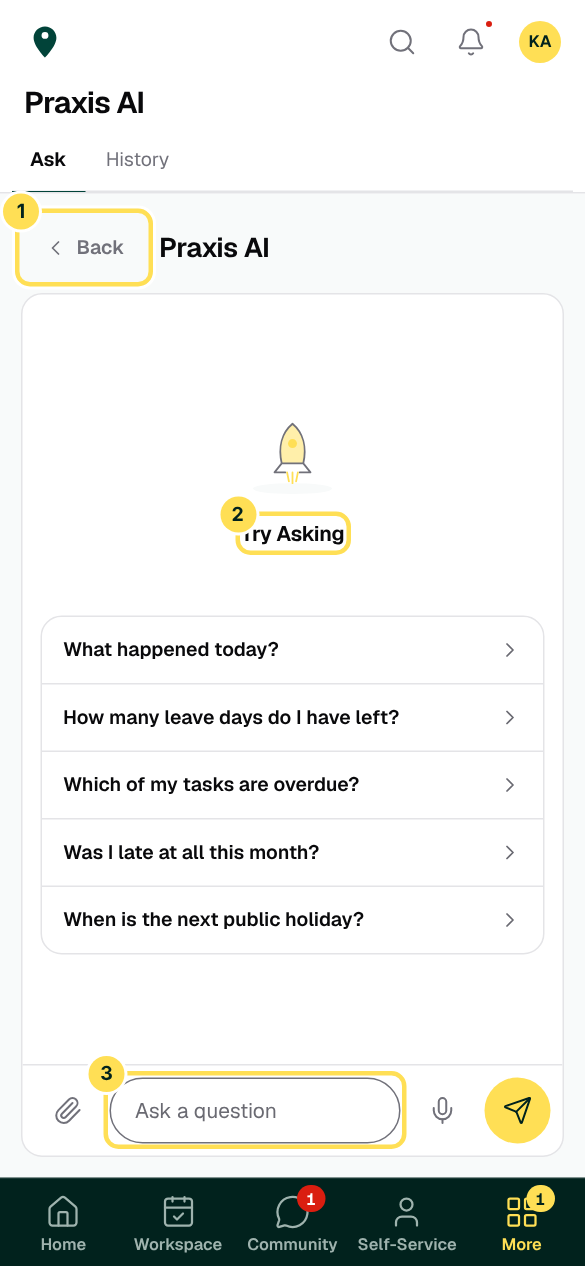 KA
Praxis AI
Ask
History
1
Back
Praxis AI
2
Try Asking
What happened today?
How many leave days do I have left?
Which of my tasks are overdue?
Was I late at all this month?
When is the next public holiday?
3
Ask a question
1
1
Home
Workspace
Community
Self-Service
More